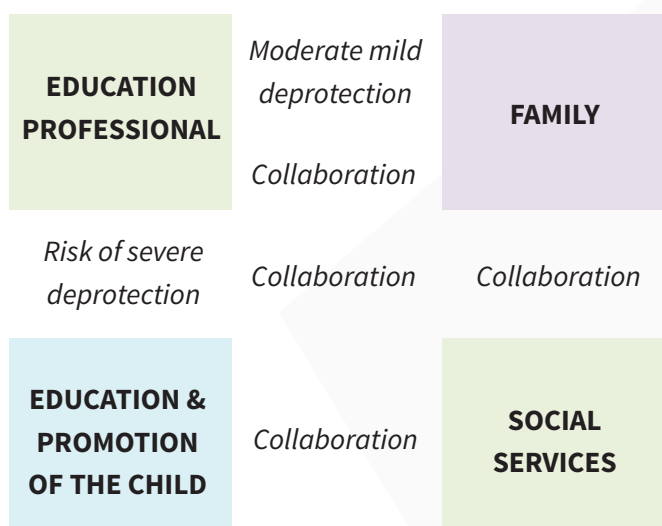 EDUCATION
PROFESSIONAL
Moderate mild
deprotection
Collaboration
FAMILY
Risk of severe
deprotection
Collaboration
Collaboration
EDUCATION &
PROMOTION
OF THE CHILD
Collaboration
SOCIAL
SERVICES